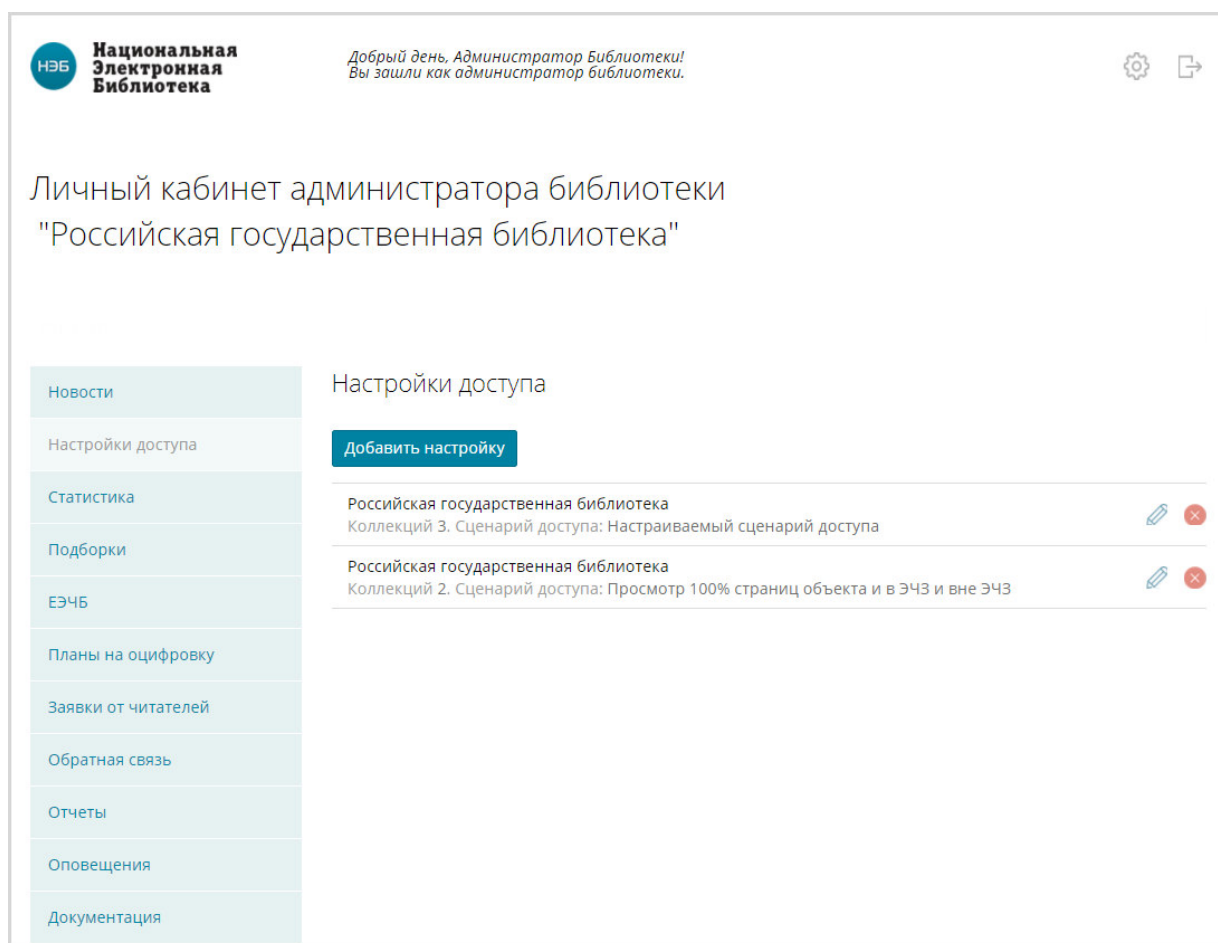 НЭБ
Национальная
Электронная
Библиотека
Добрый день, Администратор Библиотеки!
Вы зашли как администратор библиотеки.
Личный кабинет администратора библиотеки
"Российская государственная библиотека"
Новости
Настройки доступа
Статистика
Подборки
ЕЭЧБ
Планы на оцифровку
Заявки от читателей
Обратная связь
Отчеты
Оповещения
Документация
Настройки доступа
Добавить настройку
Российская государственная библиотека
Коллекций 3. Сценарий доступа: Настраиваемый сценарий доступа
Российская государственная библиотека
Коллекций 2. Сценарий доступа: Просмотр 100% страниц объекта и в ЭЧЗ и вне ЭЧЗ